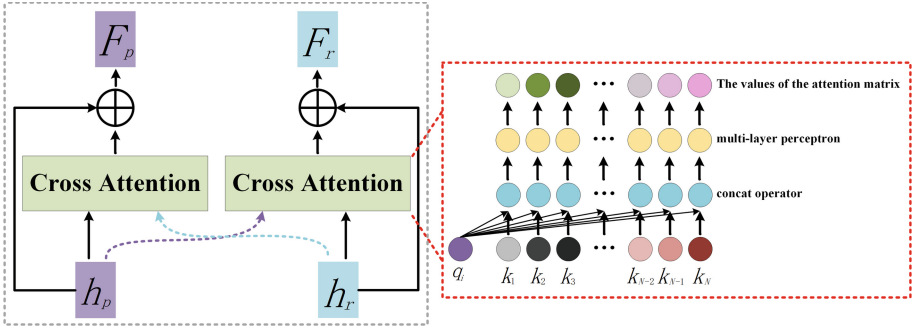 F_p F_r
Cross Attention Cross Attention
h_p h_r
The values of the attention matrix
multi-layer perceptron
concat operator
q_i k_1 k_2 k_3 ··· k_{N-2} k_{N-1} k_N